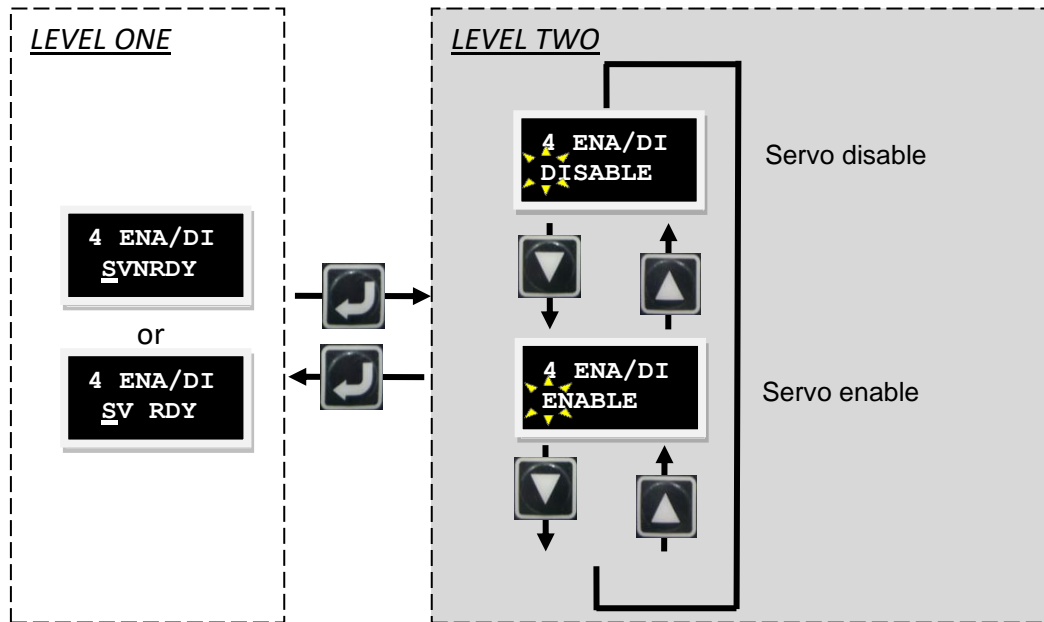 LEVEL ONE
4 ENA/DI
SVNRDY
or
4 ENA/DI
SV RDY
LEVEL TWO
4 ENA/DI
DISABLE
Servo disable
4 ENA/DI
ENABLE
Servo enable